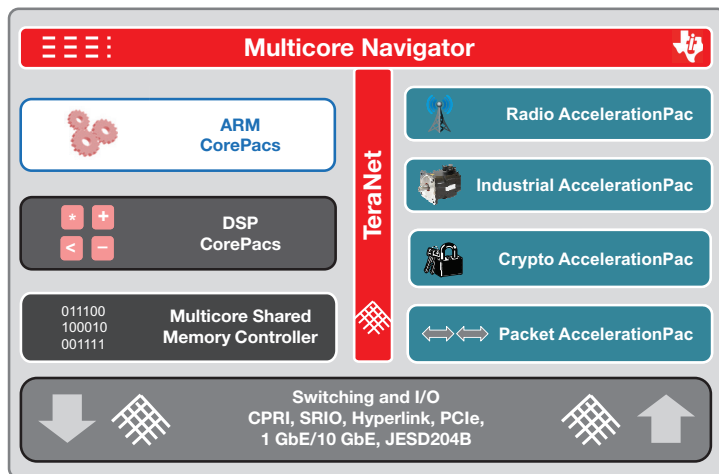 Multicore Navigator
ARM
CorePacs
DSP
CorePacs
* +
< −
011100
100010
001111
Multicore Shared
Memory Controller
TeraNet
Radio AccelerationPac
Industrial AccelerationPac
Crypto AccelerationPac
Packet AccelerationPac
Switching and I/O
CPRI, SRIO, Hyperlink, PCIe,
1 GbE/10 GbE, JESD204B